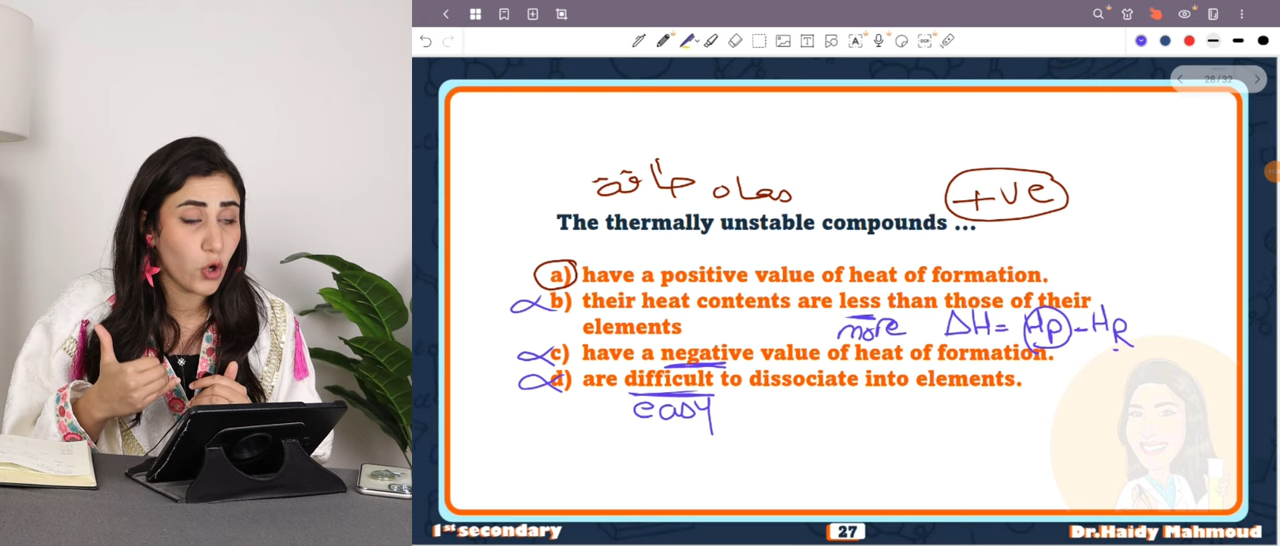 28/32
معاه طاقة
+ve
The thermally unstable compounds ...
a) have a positive value of heat of formation.
b) their heat contents are less than those of their
elements
more ΔH = HP - HR
c) have a negative value of heat of formation.
d) are difficult to dissociate into elements.
easy
1st secondary
27
Dr.Haidy Mahmoud